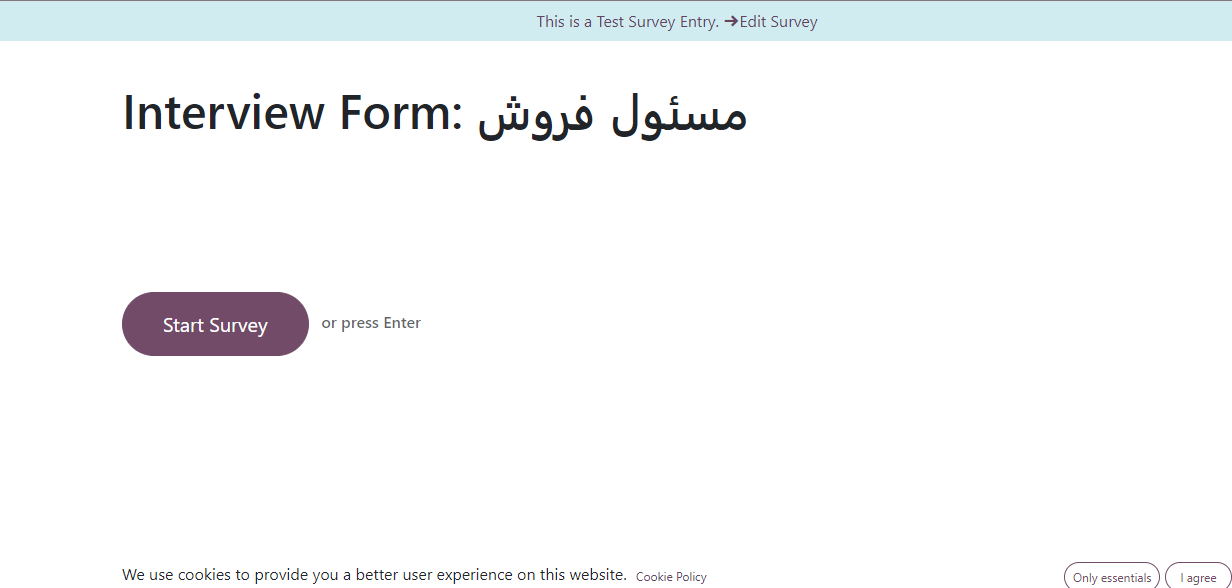 This is a Test Survey Entry. →Edit Survey
Interview Form: مسئول فروش
Start Survey or press Enter
We use cookies to provide you a better user experience on this website. Cookie Policy Only essentials I agree